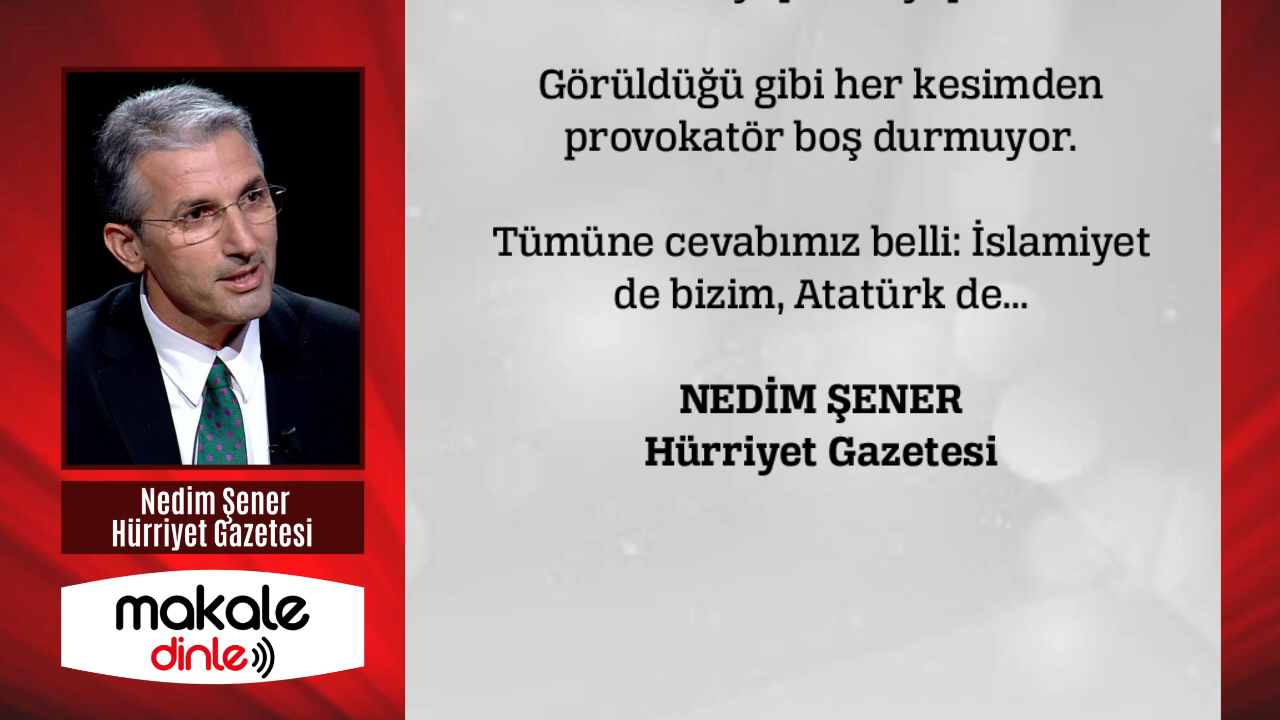 Görüldüğü gibi her kesimden
provokatör boş durmuyor.
Tümüne cevabımız belli: İslamiyet
de bizim, Atatürk de...
NEDİM ŞENER
Hürriyet Gazetesi
Nedim Şener
Hürriyet Gazetesi
makale
dinle